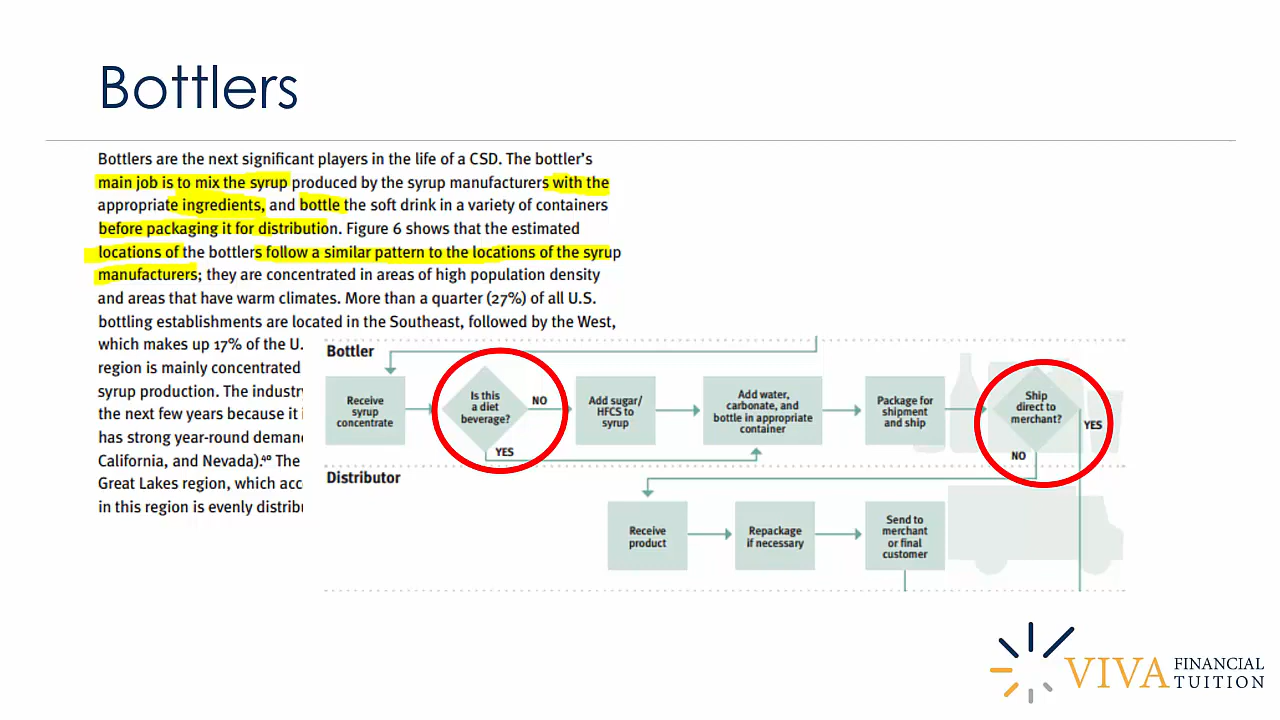 Bottlers
Bottlers are the next significant players in the life of a CSD. The bottler’s
main job is to mix the syrup produced by the syrup manufacturers with the
appropriate ingredients, and bottle the soft drink in a variety of containers
before packaging it for distribution. Figure 6 shows that the estimated
locations of the bottlers follow a similar pattern to the locations of the syrup
manufacturers; they are concentrated in areas of high population density
and areas that have warm climates. More than a quarter (27%) of all U.S.
bottling establishments are located in the Southeast, followed by the West,
which makes up 17% of the U.
region is mainly concentrated
syrup production. The industry
the next few years because it i
has strong year-round deman
California, and Nevada).⁴⁰ The
Great Lakes region, which acc
in this region is evenly distrib
Bottler
Receive
syrup
concentrate
Is this
a diet
beverage?
NO
YES
Add sugar/
HFCS to
syrup
Add water,
carbonate, and
bottle in appropriate
container
Package for
shipment
and ship
Ship
direct to
merchant?
YES
NO
Distributor
Receive
product
Repackage
if necessary
Send to
merchant
or final
customer
VIVA FINANCIAL
TUITION